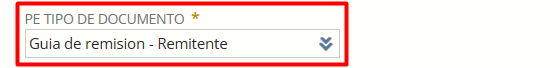 PE TIPO DE DOCUMENTO *
Guia de remision - Remitente